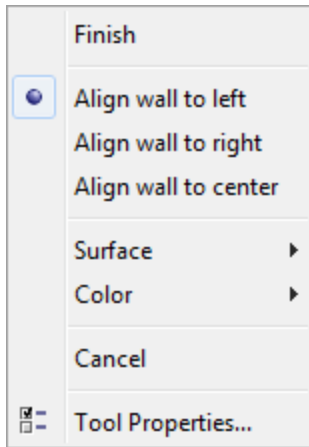 Finish
Align wall to left
Align wall to right
Align wall to center
Surface
Color
Cancel
Tool Properties...